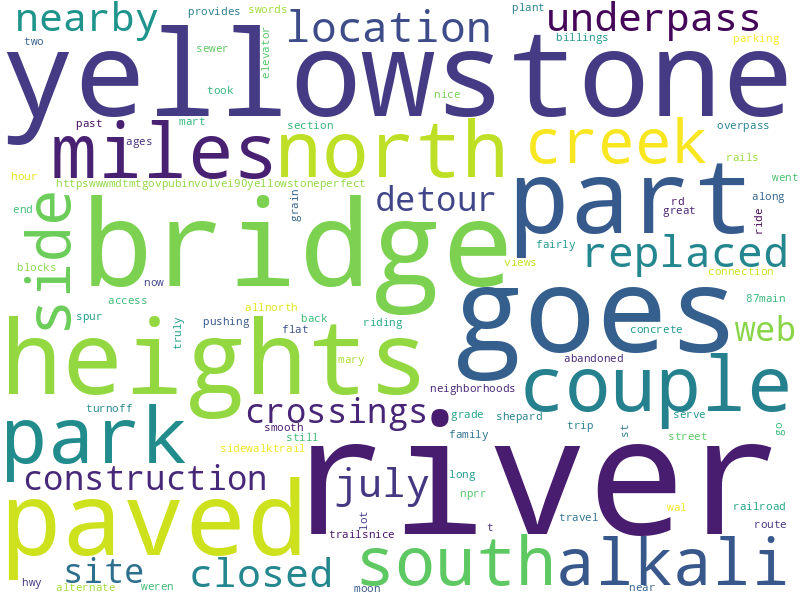 nearby
provides
swords
plant
underpass
two
location
billings
parking
sewer
elevator
yellowstone
took
nice
past
mart
section
overpass
ages
miles
north
creek
rails
hour
httpswwwmdtmtgovpubinvolvei90yellowstoneperfect
part
went
side
grain
detour
rd
along
end
great
ride
bridge
fairly
replaced
blocks
views
connection
now
goes
access
allnorth
87main
spur
truly
pushing
flat
back
riding
concrete
web
heights
mary
abandoned
neighborhoods
couple
turnoff
crossings
grade
shepard
serve
park
smooth
still
family
trip
st
street
go
sidewalktrail
construction
july
long
river
paved
nprr
wal
railroad
lot
t
travel
route
trailsnice
site
closed
south
alkali
hwy
alternate
weren
moon
near